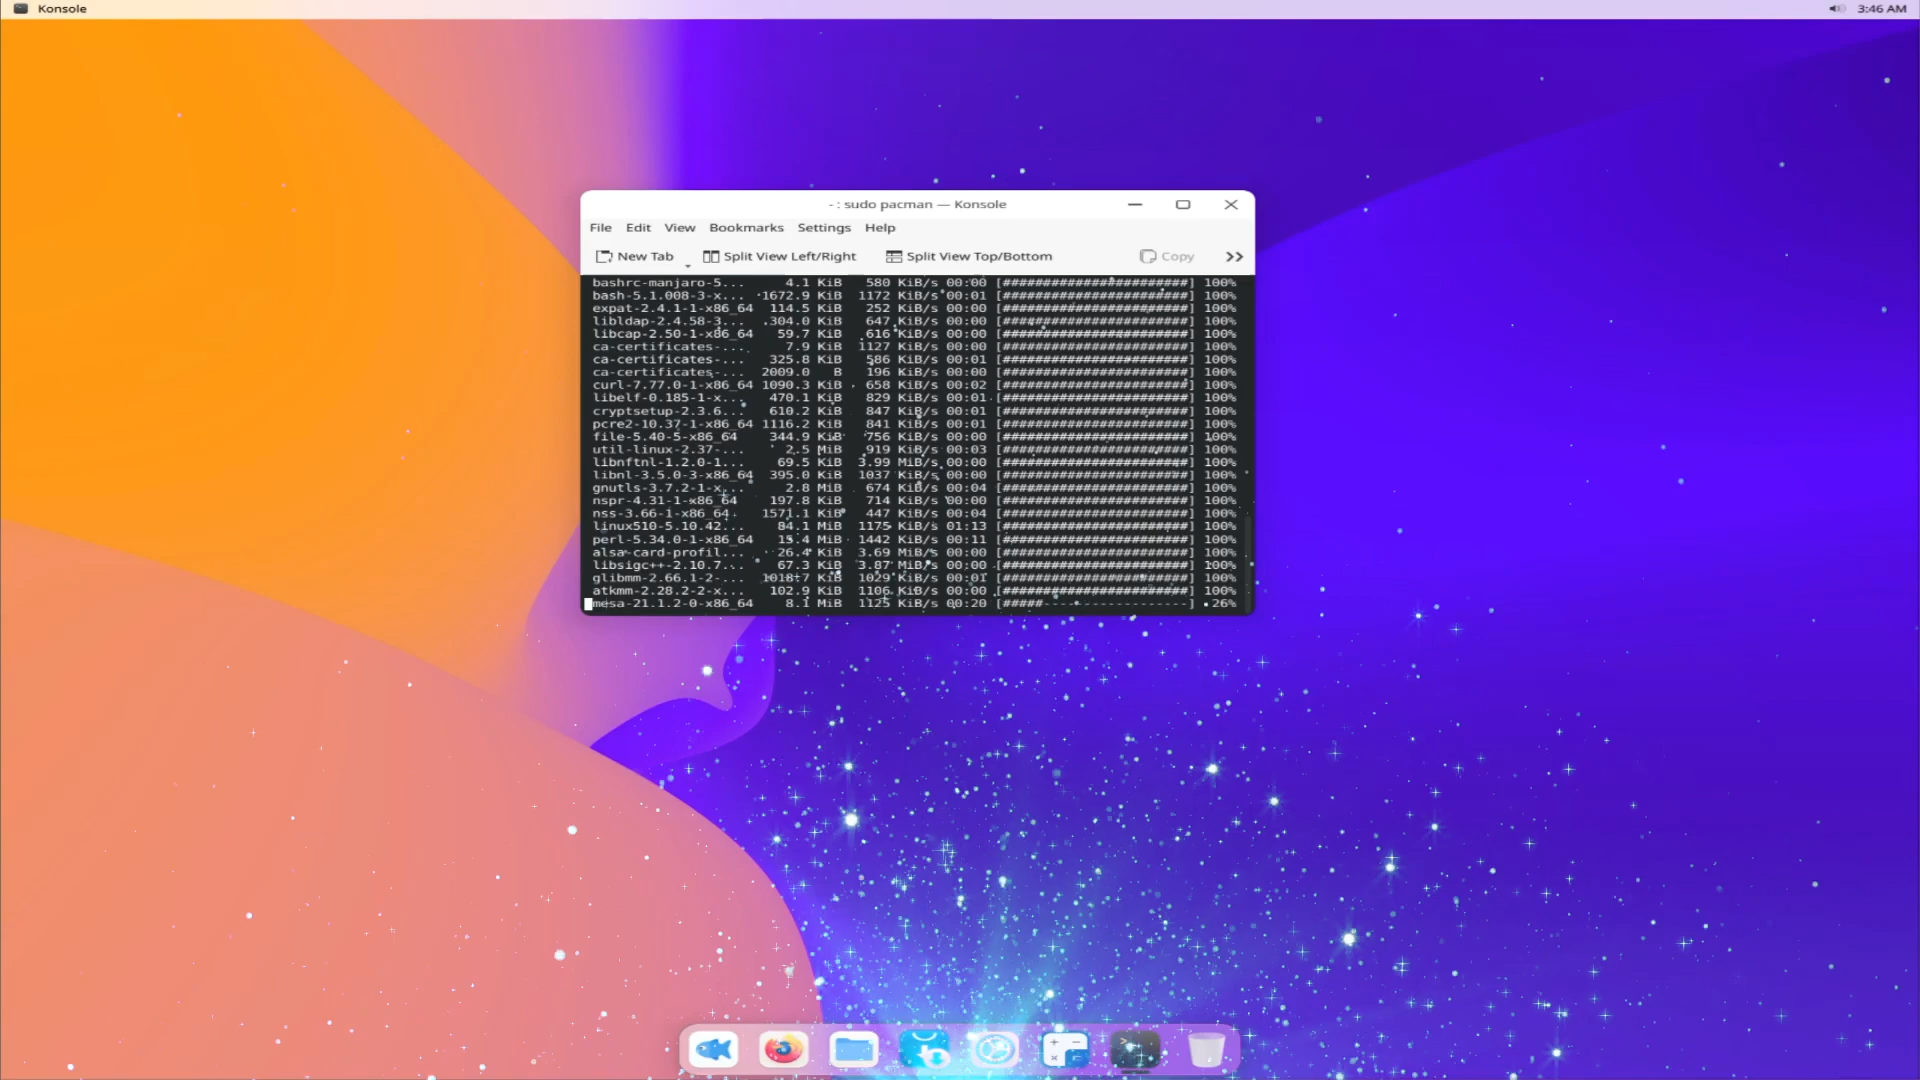 Konsole
3:46 AM
- : sudo pacman — Konsole
File Edit View Bookmarks Settings Help
New Tab Split View Left/Right Split View Top/Bottom Copy
bashrc-manjaro-5... 4.1 KiB 580 KiB/s 00:00 [#######################] 100%
bash-5.1.008-3-x... 1672.9 KiB 1172 KiB/s 00:01 [#######################] 100%
expat-2.4.1-1-x86_64 114.5 KiB 252 KiB/s 00:00 [#######################] 100%
libldap-2.4.58-3... 304.0 KiB 647 KiB/s 00:00 [#######################] 100%
libcap-2.50-1-x86_64 59.7 KiB 616 KiB/s 00:00 [#######################] 100%
ca-certificates-... 7.9 KiB 1127 KiB/s 00:00 [#######################] 100%
ca-certificates-... 325.8 KiB 586 KiB/s 00:01 [#######################] 100%
ca-certificates-... 2009.0 B 196 KiB/s 00:00 [#######################] 100%
curl-7.77.0-1-x86_64 1090.3 KiB 658 KiB/s 00:02 [#######################] 100%
libelf-0.185-1-x... 470.1 KiB 829 KiB/s 00:01 [#######################] 100%
cryptsetup-2.3.6... 610.2 KiB 847 KiB/s 00:01 [#######################] 100%
pcre2-10.37-1-x86_64 1116.2 KiB 841 KiB/s 00:01 [#######################] 100%
file-5.40-5-x86_64 344.9 KiB 756 KiB/s 00:00 [#######################] 100%
util-linux-2.37-... 2.5 MiB 919 KiB/s 00:03 [#######################] 100%
libnftnl-1.2.0-1... 69.5 KiB 3.99 MiB/s 00:00 [#######################] 100%
libnl-3.5.0-3-x86_64 395.0 KiB 1037 KiB/s 00:00 [#######################] 100%
gnutls-3.7.2-1-x... 2.8 MiB 674 KiB/s 00:04 [#######################] 100%
nspr-4.31-1-x86_64 197.8 KiB 714 KiB/s 00:00 [#######################] 100%
nss-3.66-1-x86_64 1571.1 KiB 447 KiB/s 00:04 [#######################] 100%
linux510-5.10.42... 84.1 MiB 1175 KiB/s 01:13 [#######################] 100%
perl-5.34.0-1-x86_64 15.4 MiB 1442 KiB/s 00:11 [#######################] 100%
alsa-card-profil... 26.4 KiB 3.69 MiB/s 00:00 [#######################] 100%
libsigc++-2.10.7... 67.3 KiB 3.87 MiB/s 00:00 [#######################] 100%
glibmm-2.66.1-2-... 1018.7 KiB 1029 KiB/s 00:01 [#######################] 100%
atkmm-2.28.2-2-x... 102.9 KiB 1106 KiB/s 00:00 [#######################] 100%
mesa-21.1.2-0-x86_64 8.1 MiB 1125 KiB/s 00:20 [#####------------------] 26%